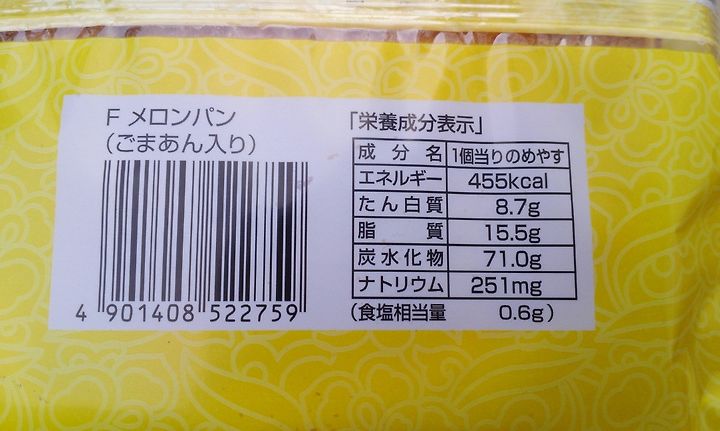 F メロンパン
(ごまあん入り)
4 901408 522759
「栄養成分表示」
成分名 1個当りのめやす
エネルギー 455kcal
たん白質 8.7g
脂質 15.5g
炭水化物 71.0g
ナトリウム 251mg
(食塩相当量 0.6g)